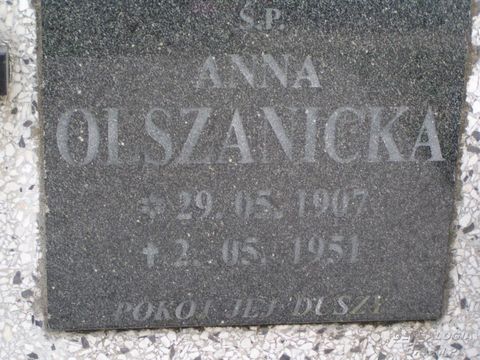 Ś.P.
ANNA
OLSZANICKA
* 29. 05. 1907
† 2. 05. 1951
POKÓJ JEJ DUSZY